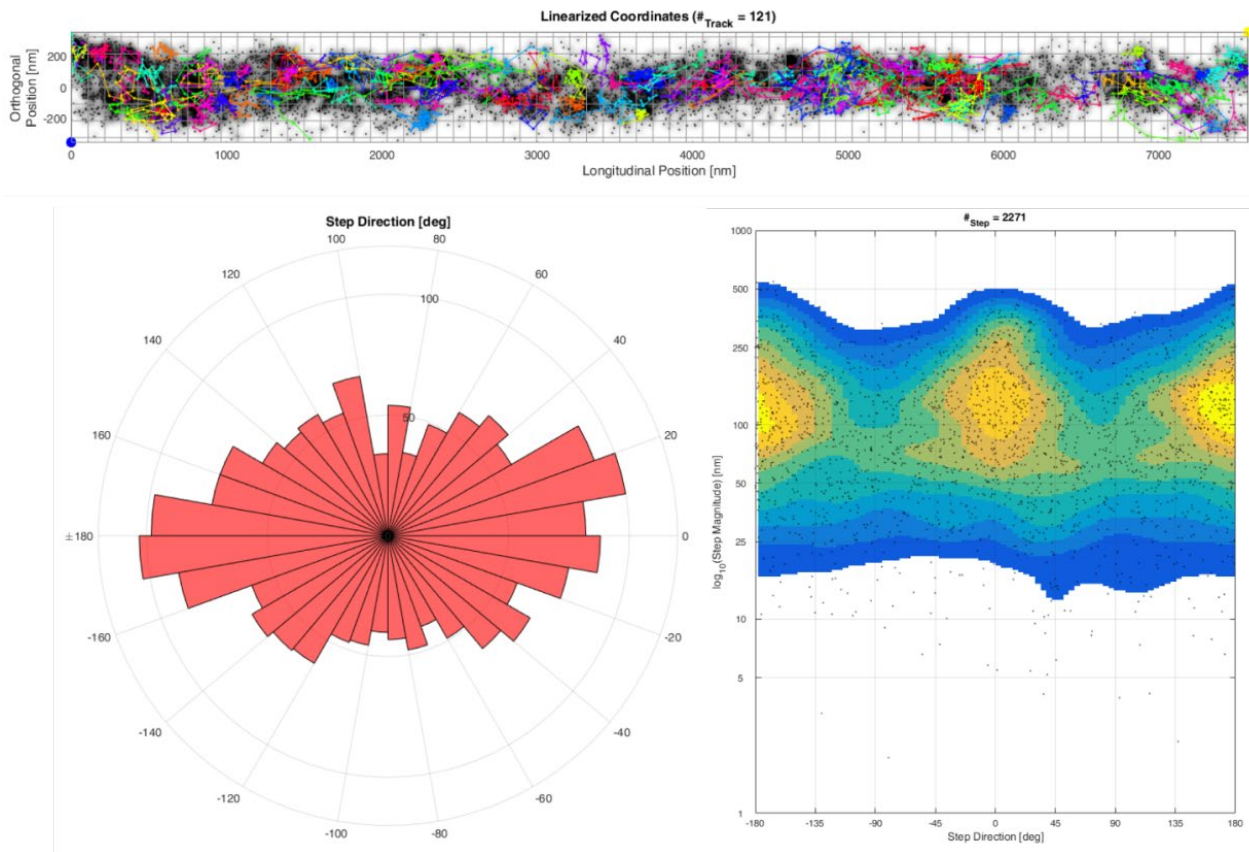 Linearized Coordinates (#Track = 121)
Orthogonal
Position [nm]
200
0
-200
0 1000 2000 3000 4000 5000 6000 7000
Longitudinal Position [nm]
Step Direction [deg]
100 80
120 60
100
140 40
50
160 20
±180 0
-160 -20
-140 -40
-120 -60
-100 -80
#Step = 2271
log10(Step Magnitude) [nm]
1000
500
250
100
50
25
10
5
1
-180 -135 -90 -45 0 45 90 135 180
Step Direction [deg]